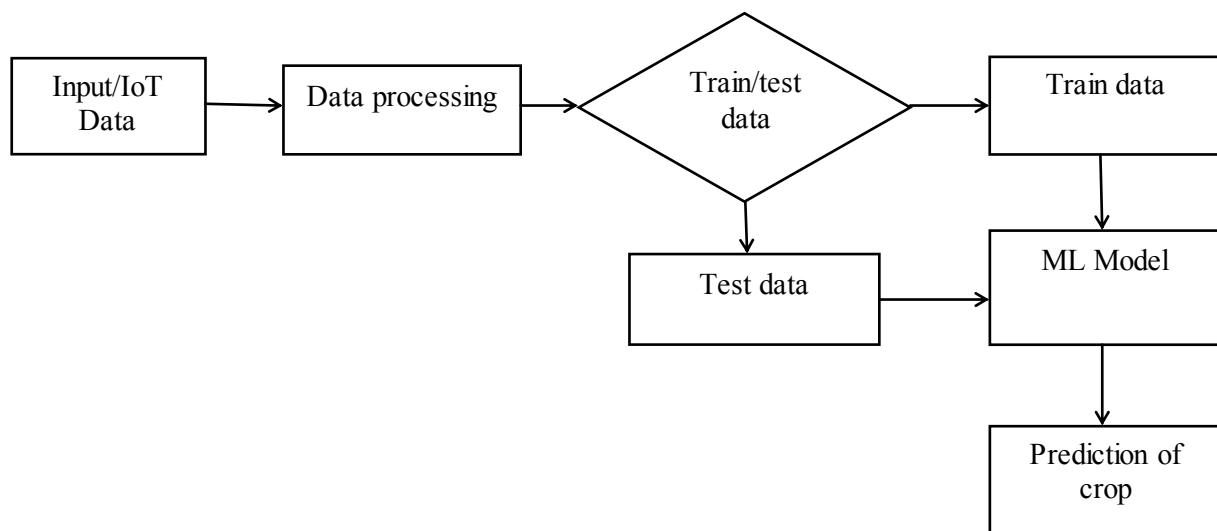 Input/IoT
Data
Data processing
Train/test
data
Train data
Test data
ML Model
Prediction of
crop